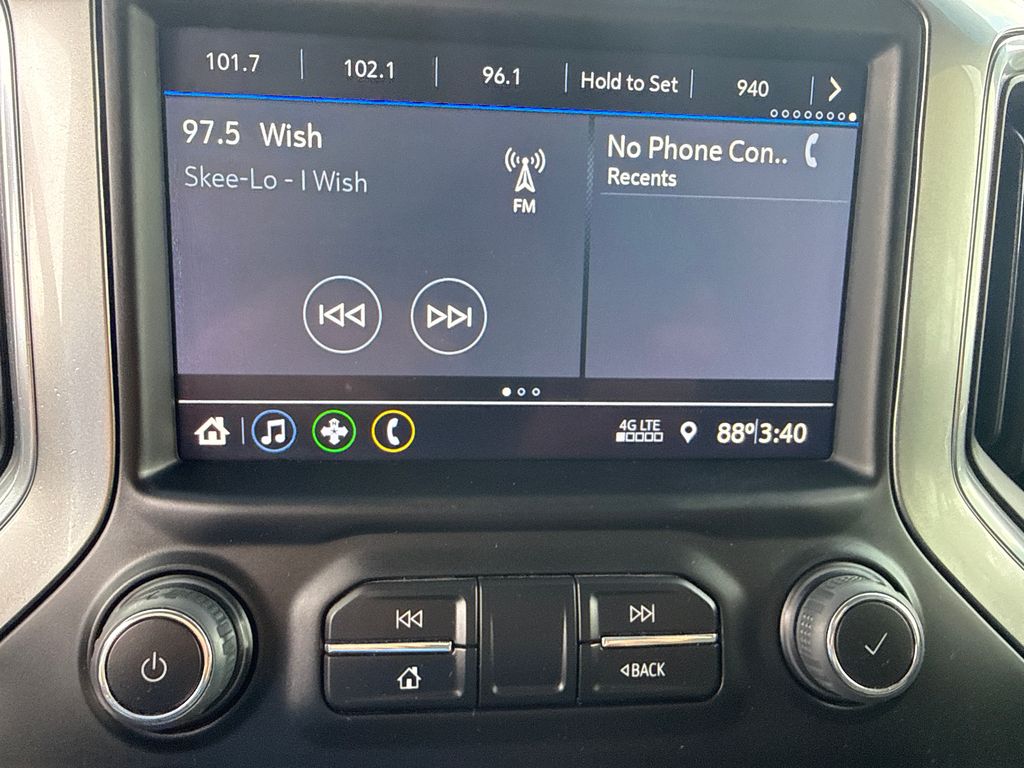 101.7 102.1 96.1 Hold to Set 940
97.5 Wish
Skee-Lo - I Wish
FM
No Phone Con..
Recents
4G LTE
88º 3:40
BACK